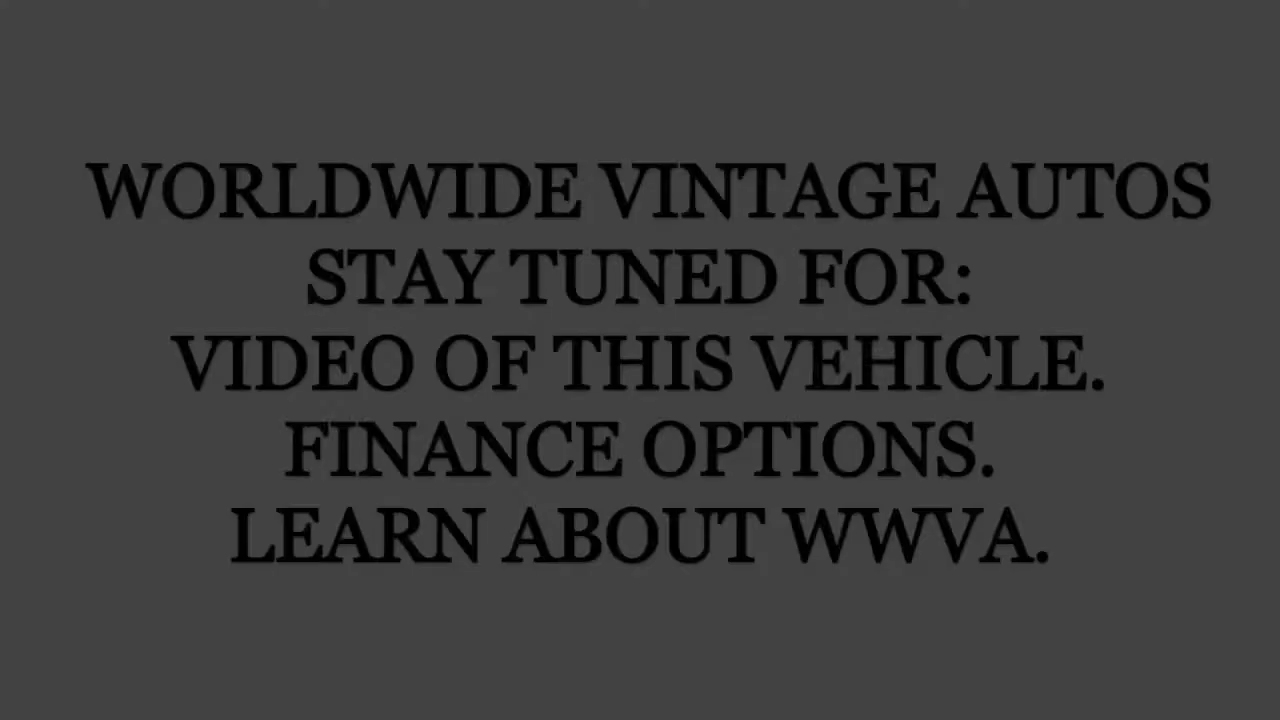 WORLDWIDE VINTAGE AUTOS
STAY TUNED FOR:
VIDEO OF THIS VEHICLE.
FINANCE OPTIONS.
LEARN ABOUT WWVA.